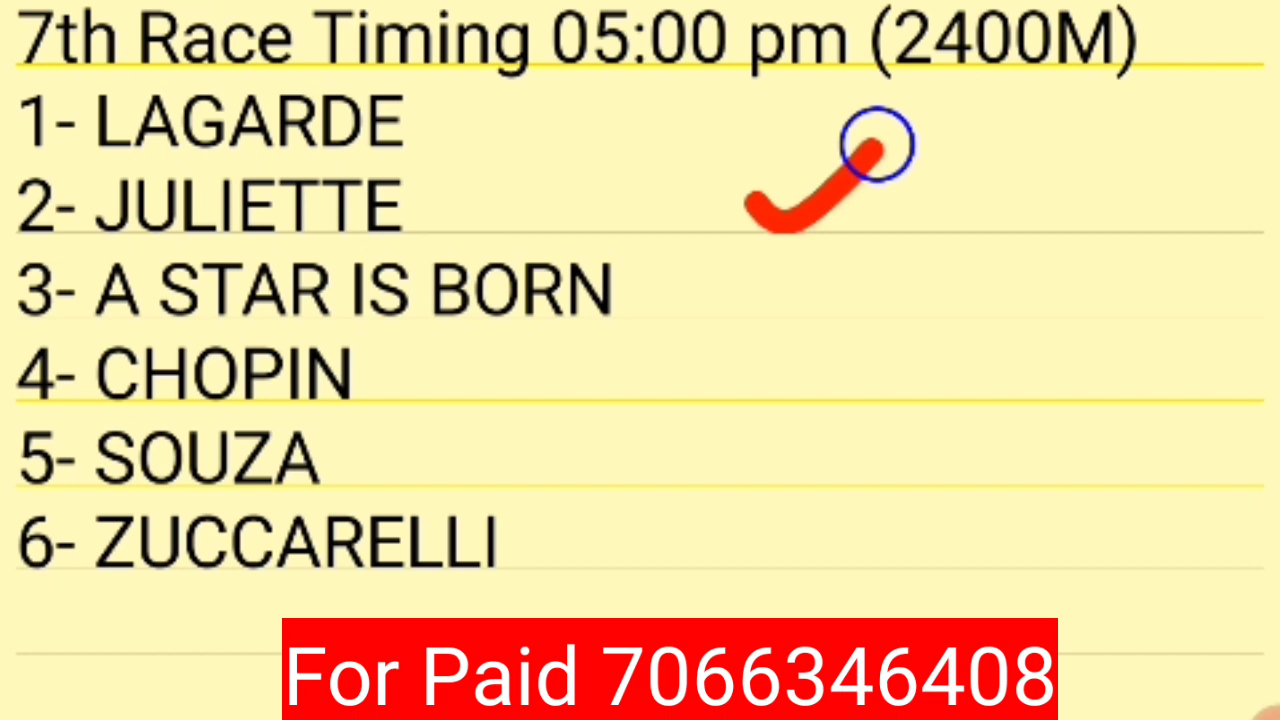 7th Race Timing 05:00 pm (2400M)
1- LAGARDE
2- JULIETTE
3- A STAR IS BORN
4- CHOPIN
5- SOUZA
6- ZUCCARELLI
For Paid 7066346408